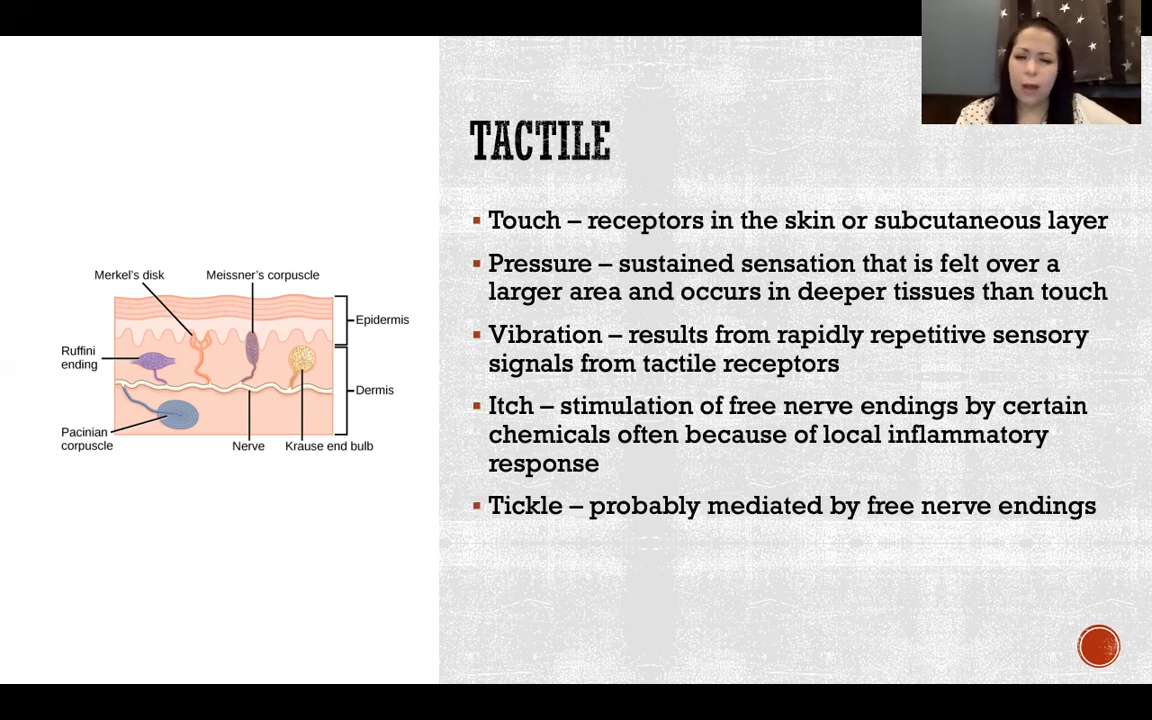 TACTILE
Touch – receptors in the skin or subcutaneous layer
Pressure – sustained sensation that is felt over a
larger area and occurs in deeper tissues than touch
Vibration – results from rapidly repetitive sensory
signals from tactile receptors
Itch – stimulation of free nerve endings by certain
chemicals often because of local inflammatory
response
Tickle – probably mediated by free nerve endings
Merkel's disk
Meissner's corpuscle
Epidermis
Ruffini
ending
Dermis
Pacinian
corpuscle
Nerve
Krause end bulb